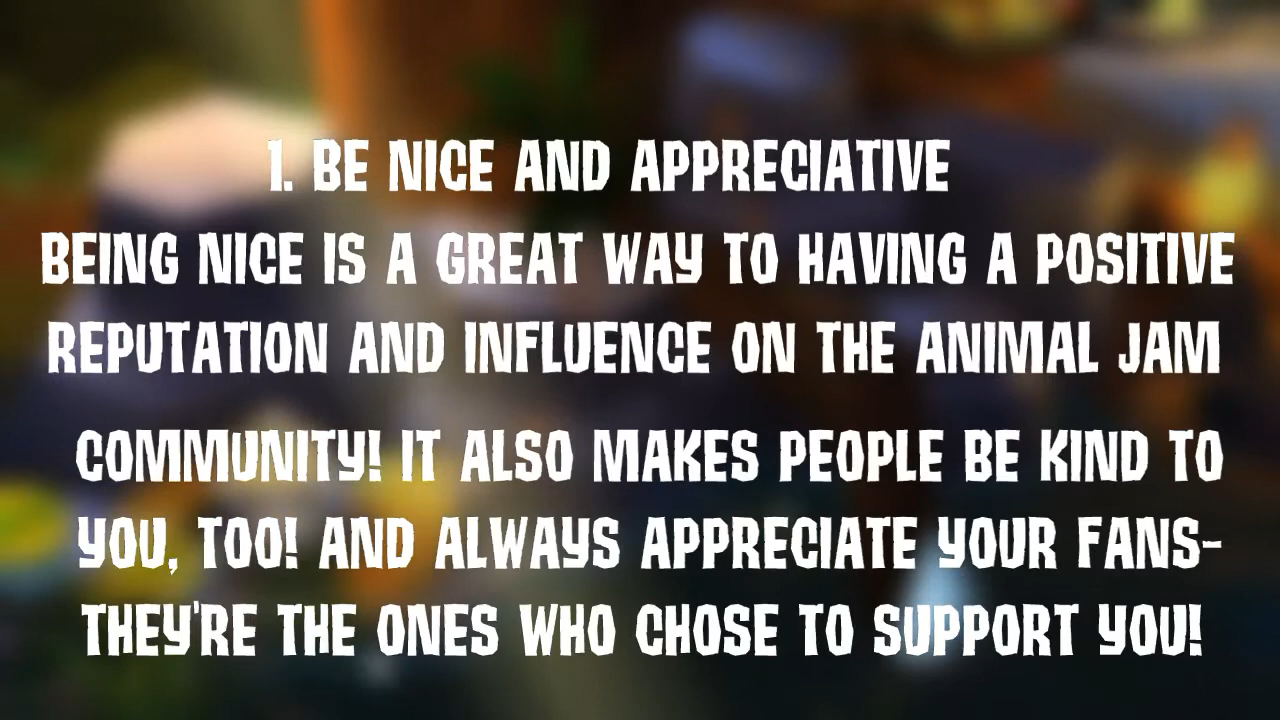 1. BE NICE AND APPRECIATIVE
BEING NICE IS A GREAT WAY TO HAVING A POSITIVE
REPUTATION AND INFLUENCE ON THE ANIMAL JAM
COMMUNITY! IT ALSO MAKES PEOPLE BE KIND TO
YOU, TOO! AND ALWAYS APPRECIATE YOUR FANS-
THEY'RE THE ONES WHO CHOSE TO SUPPORT YOU!